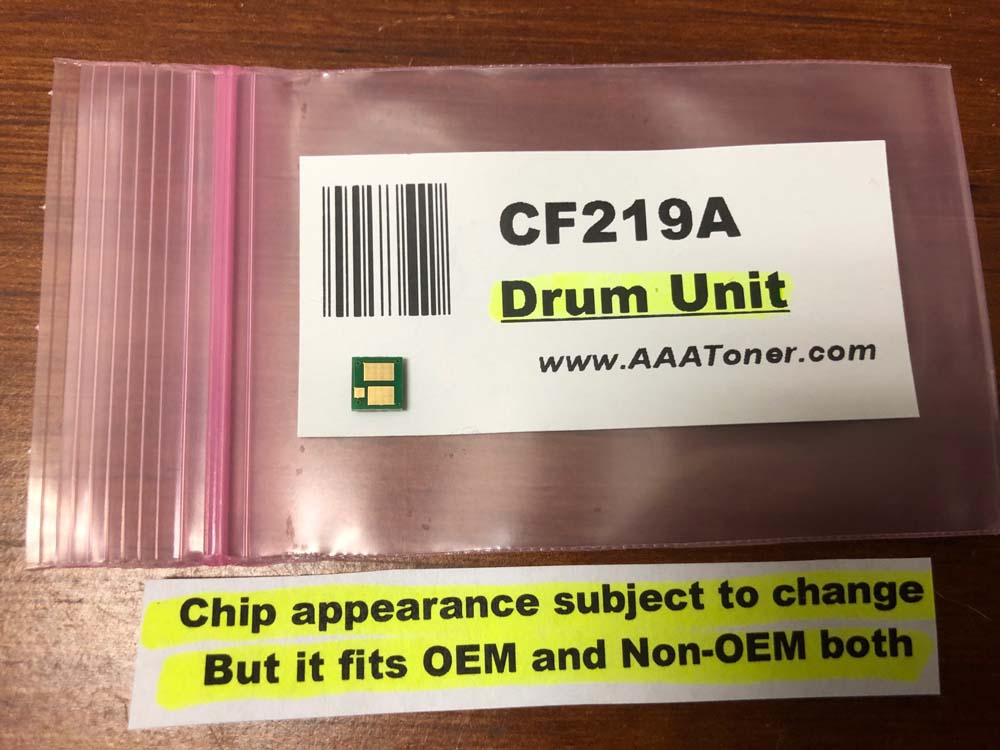 CF219A
Drum Unit
www.AAAToner.com
Chip appearance subject to change
But it fits OEM and Non-OEM both